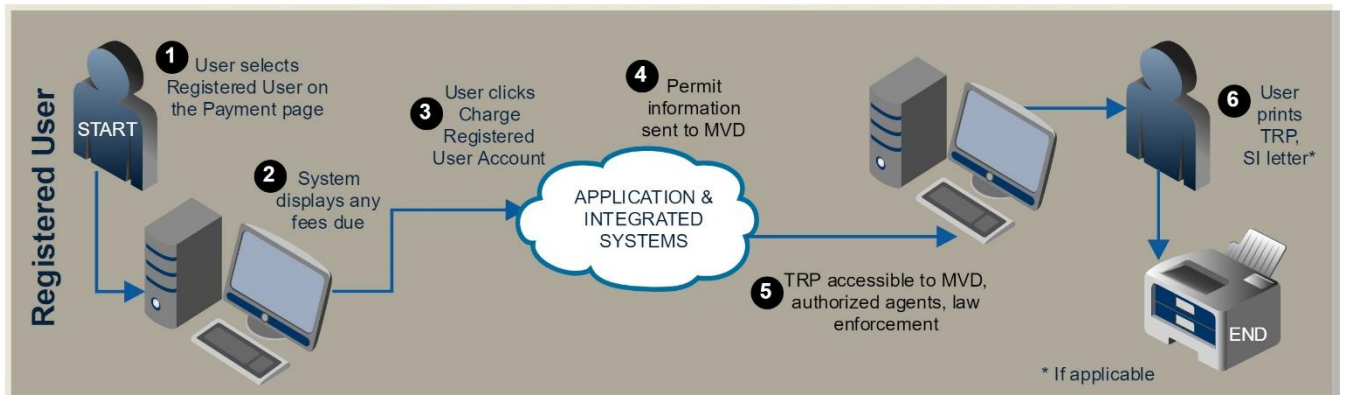 Registered User
START
1 User selects
Registered User on
the Payment page
2 System
displays any
fees due
3 User clicks
Charge
Registered
User Account
4 Permit
information
sent to MVD
APPLICATION &
INTEGRATED
SYSTEMS
5 TRP accessible to MVD,
authorized agents, law
enforcement
6 User
prints
TRP,
SI letter*
END
* If applicable